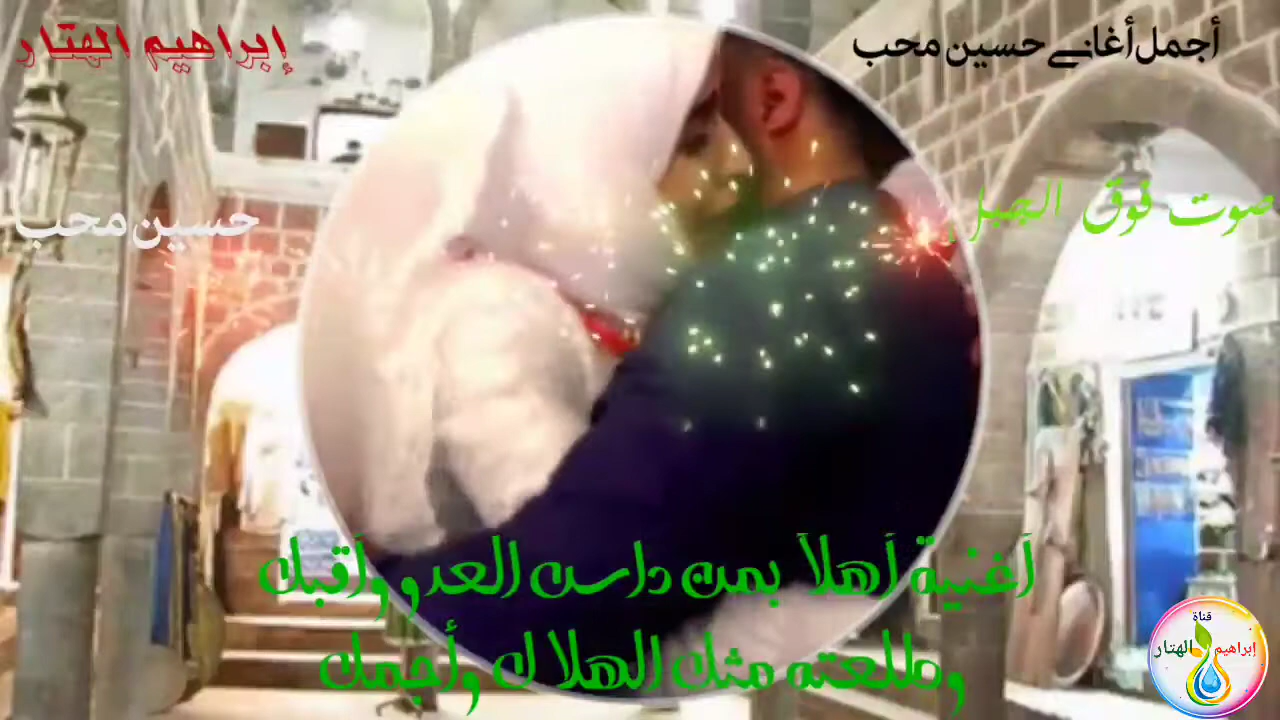 أجمل أغاني حسين محب
إبراهيم الهتار
صوت فوق الجبل
حسين محب
أغنية أهلا بمن داس العدو وأقبل
وطلعته مثل الهلال وأجمل
قناة
إبراهيم الهتار